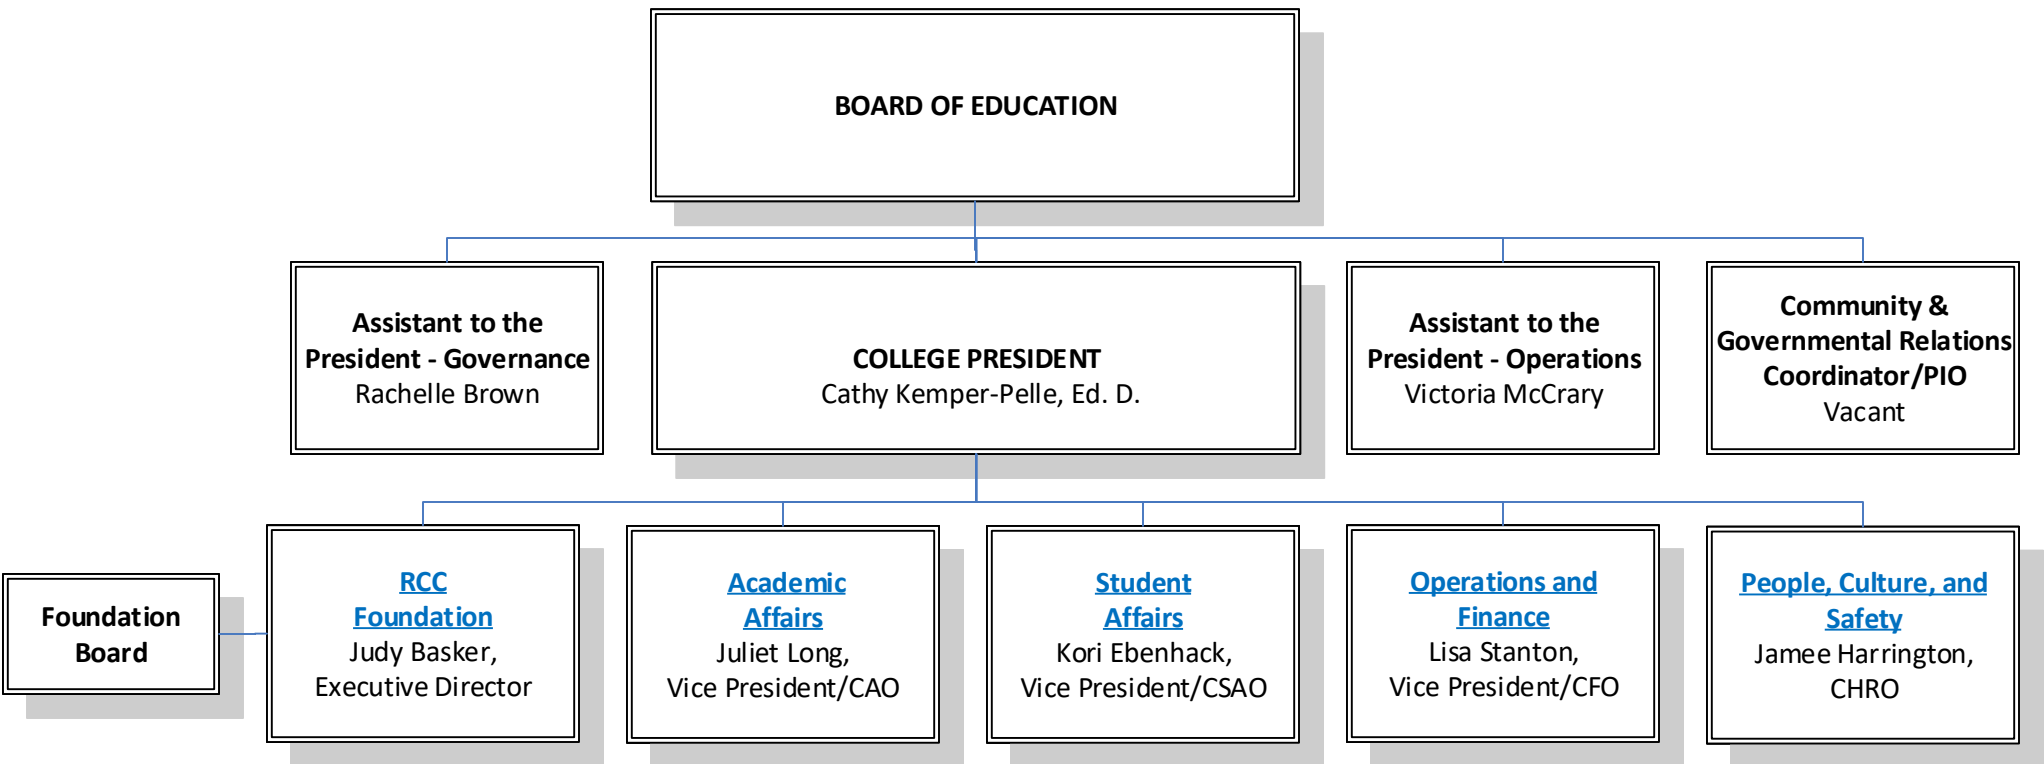 BOARD OF EDUCATION
Assistant to the
President - Governance
Rachelle Brown
COLLEGE PRESIDENT
Cathy Kemper-Pelle, Ed. D.
Assistant to the
President - Operations
Victoria McCrary
Community &
Governmental Relations
Coordinator/PIO
Vacant
Foundation
Board
RCC
Foundation
Judy Basker,
Executive Director
Academic
Affairs
Juliet Long,
Vice President/CAO
Student
Affairs
Kori Ebenhack,
Vice President/CSAO
Operations and
Finance
Lisa Stanton,
Vice President/CFO
People, Culture, and
Safety
Jamee Harrington,
CHRO